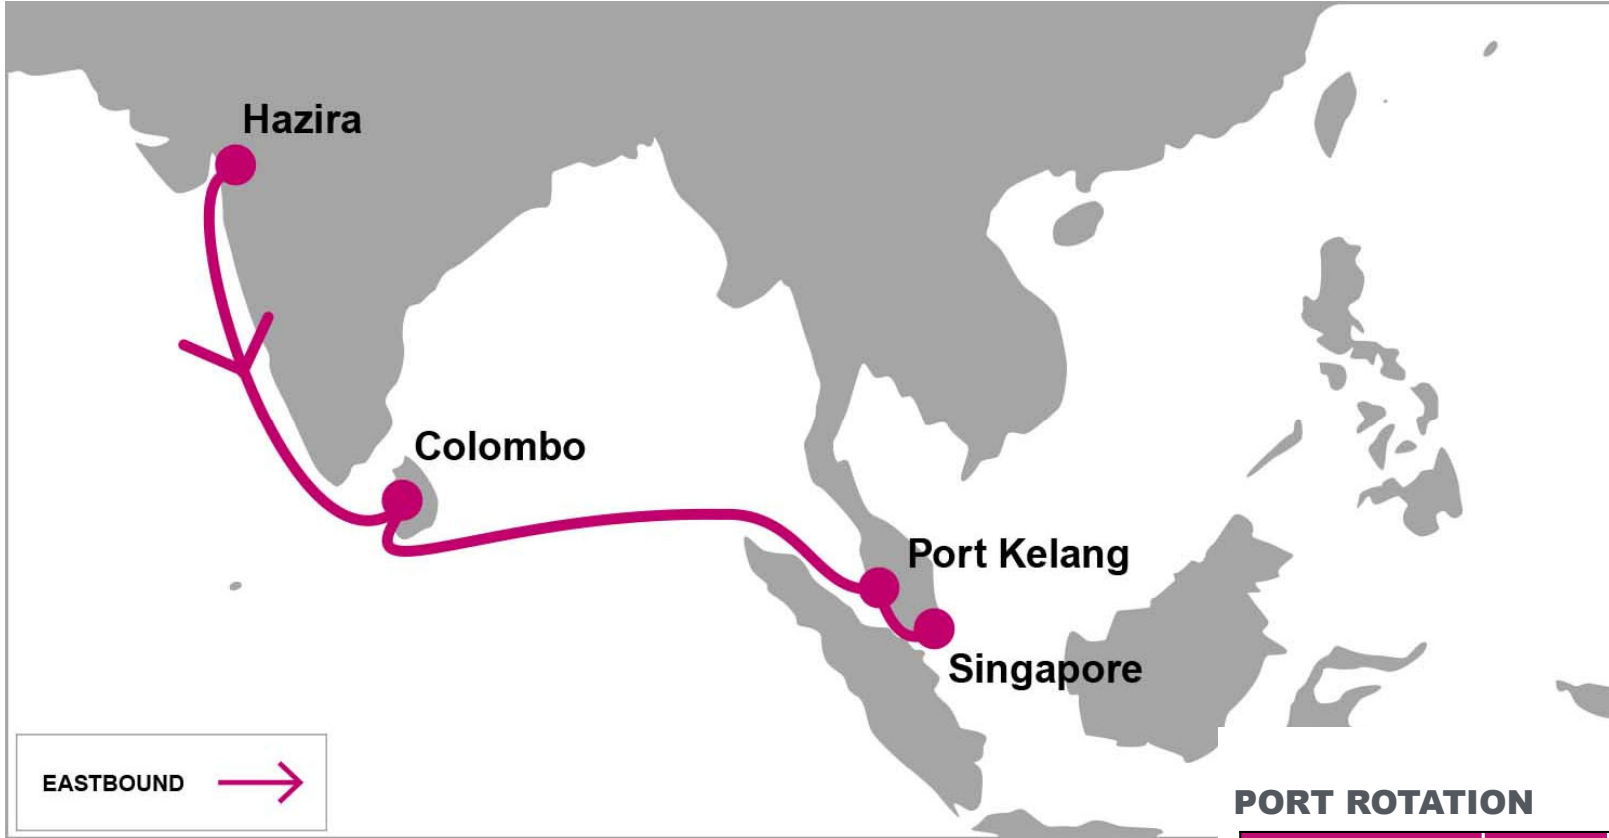 Hazira
Colombo
Port Kelang
Singapore
EASTBOUND
PORT ROTATION